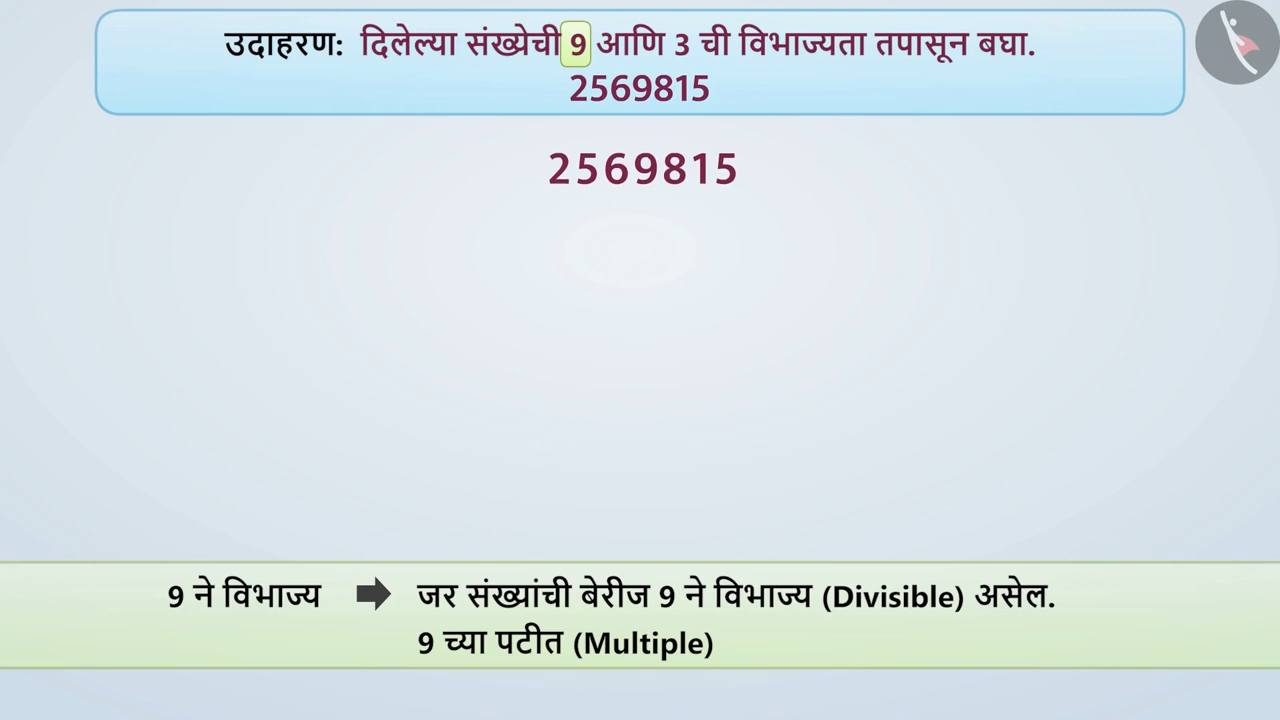 उदाहरण: दिलेल्या संख्येची 9 आणि 3 ची विभाज्यता तपासून बघा.
2569815
2569815
9 ने विभाज्य ➡ जर संख्यांची बेरीज 9 ने विभाज्य (Divisible) असेल.
9 च्या पटीत (Multiple)